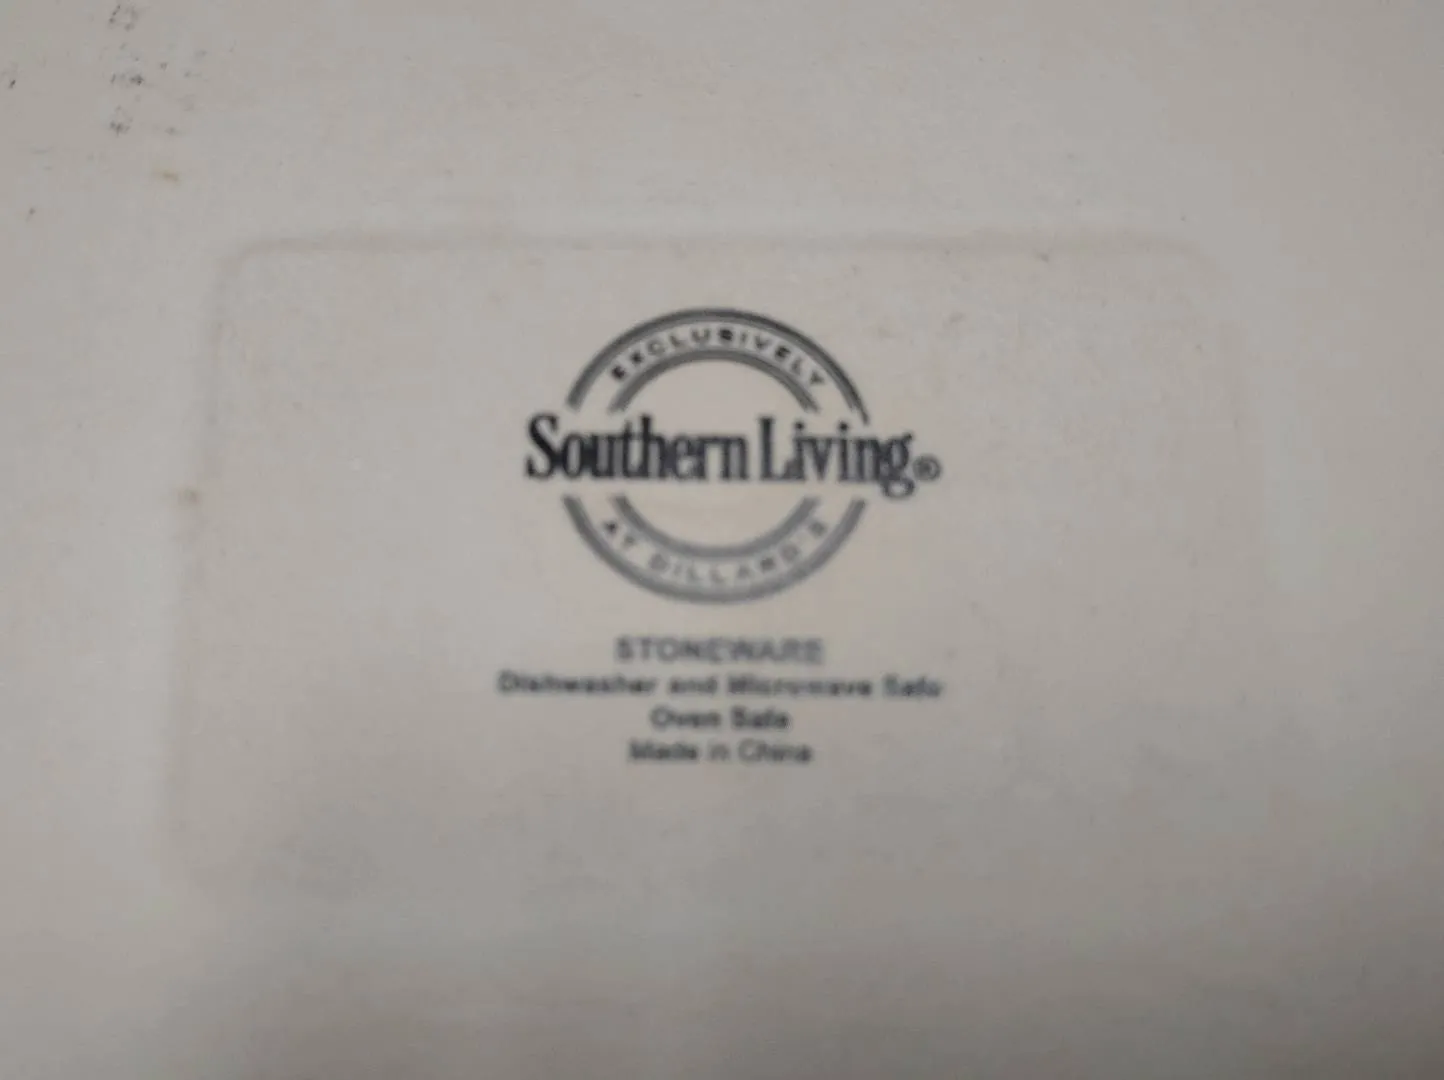 EXCLUSIVELY
Southern Living®
AT DILLARD'S
STONEWARE
Dishwasher and Microwave Safe
Oven Safe
Made in China